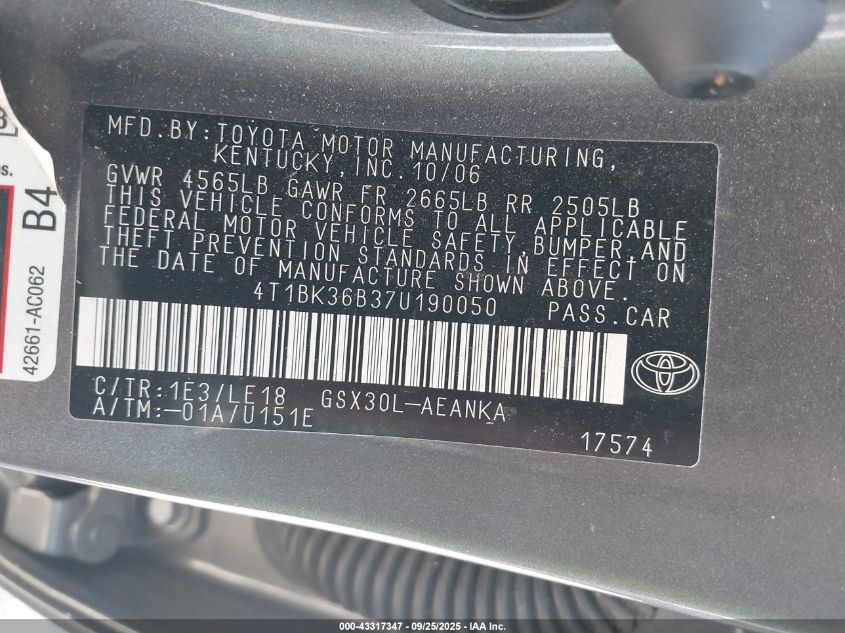 MFD.BY:TOYOTA MOTOR MANUFACTURING,
KENTUCKY, INC. 10/06
GVWR 4565LB GAWR FR 2665LB RR 2505LB
THIS VEHICLE CONFORMS TO ALL APPLICABLE
FEDERAL MOTOR VEHICLE SAFETY, BUMPER, AND
THEFT PREVENTION STANDARDS IN EFFECT ON
THE DATE OF MANUFACTURE SHOWN ABOVE.
4T1BK36B37U190050 PASS.CAR
C/TR:1E3/LE18 GSX30L-AEANKA
A/TM:-01A/U151E
17574
B4
42661-AC062
000-43317347 - 09/25/2025 - IAA Inc.